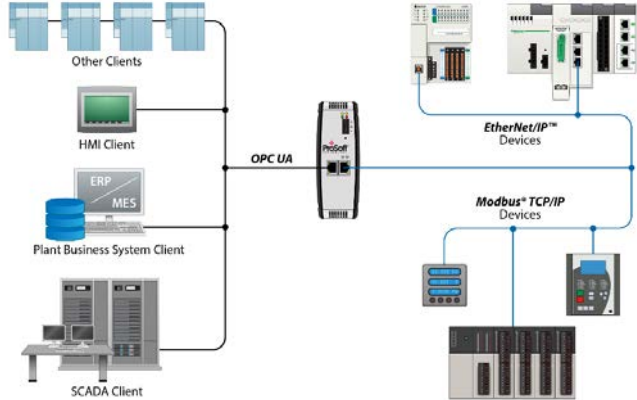 Other Clients
HMI Client
ERP
MES
Plant Business System Client
SCADA Client
OPC UA
ProSoft
EtherNet/IP™
Devices
Modbus® TCP/IP
Devices